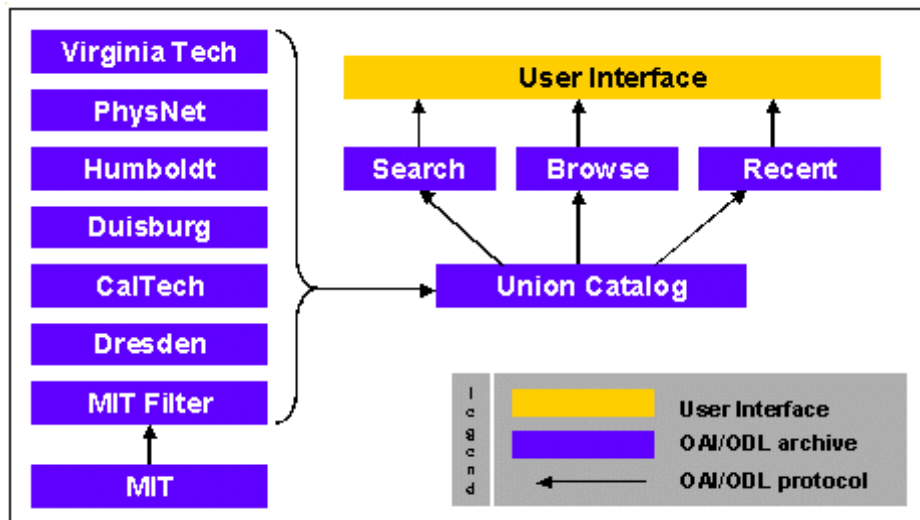 Virginia Tech
PhysNet
Humboldt
Duisburg
CalTech
Dresden
MIT Filter
MIT
User Interface
Search
Browse
Recent
Union Catalog
legend
User Interface
OAI/ODL archive
OAI/ODL protocol